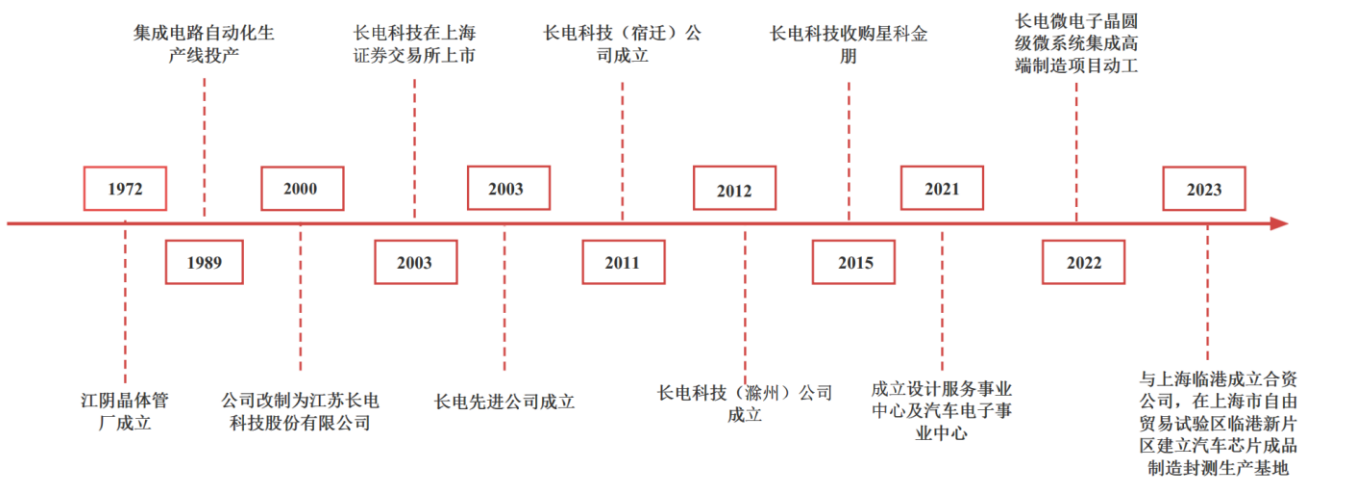 集成电路自动化生
产线投产
长电科技在上海
证券交易所上市
长电科技（宿迁）公
司成立
长电科技收购星科金
朋
长电微电子晶圆
级微系统集成高
端制造项目动工
1972
2000
2003
2012
2021
2023
1989
2003
2011
2015
2022
江阴晶体管
厂成立
公司改制为江苏长电
科技股份有限公司
长电先进公司成立
长电科技（滁州）公司
成立
成立设计服务事业
中心及汽车电子事
业中心
与上海临港成立合资
公司，在上海市自由
贸易试验区临港新片
区建立汽车芯片成品
制造封测生产基地